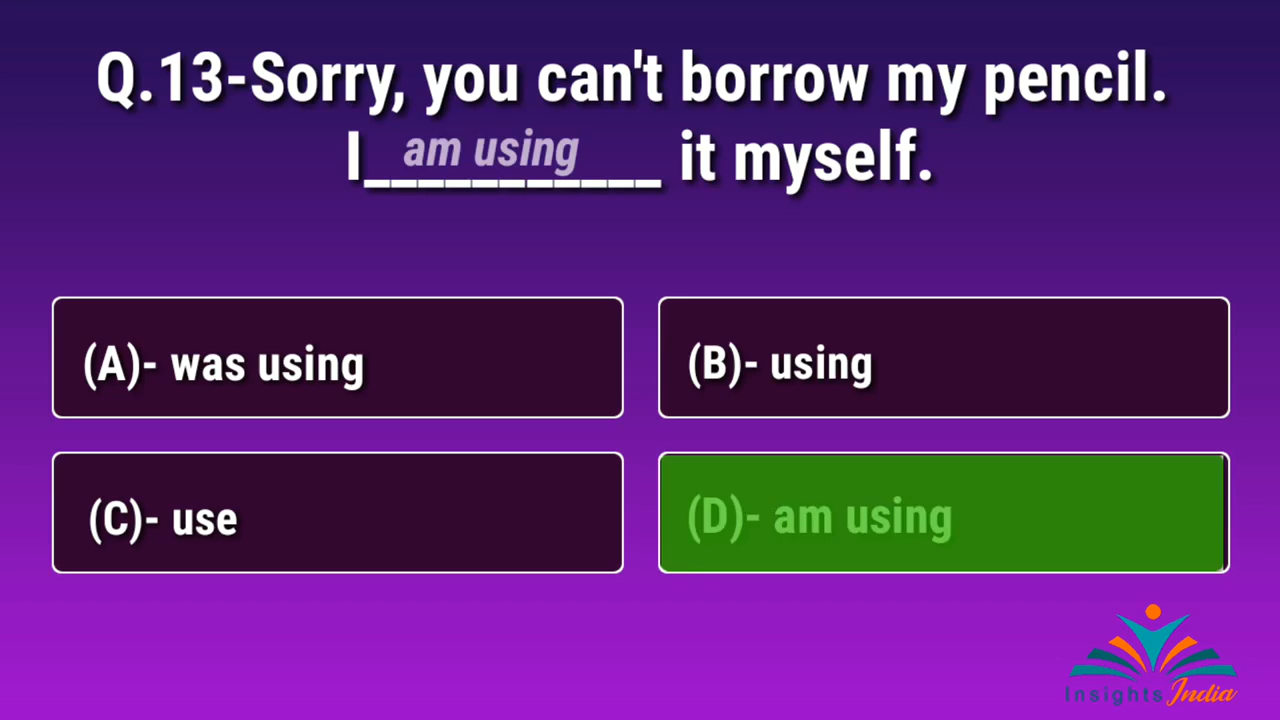 Q.13-Sorry, you can't borrow my pencil.
I___________ it myself.
am using
(A)- was using
(B)- using
(C)- use
(D)- am using
Insights India